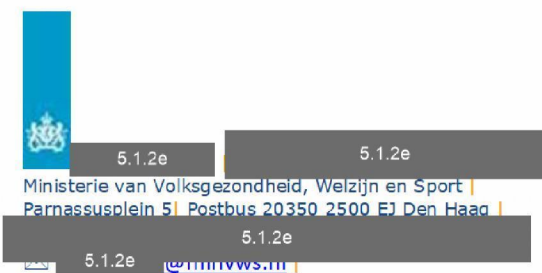 5.1.2e 5.1.2e
Ministerie van Volksgezondheid, Welzijn en Sport |
Parnassusplein 5| Postbus 20350 2500 EJ Den Haag |
5.1.2e
5.1.2e @minvws.nl |